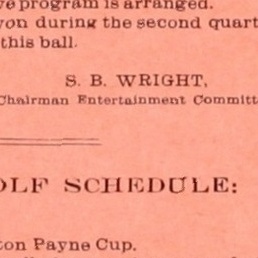 ve program is arranged.
von during the second quart
this ball.
S. B. WRIGHT,
Chairman Entertainment Committ
OLF SCHEDULE:
ton Payne Cup.